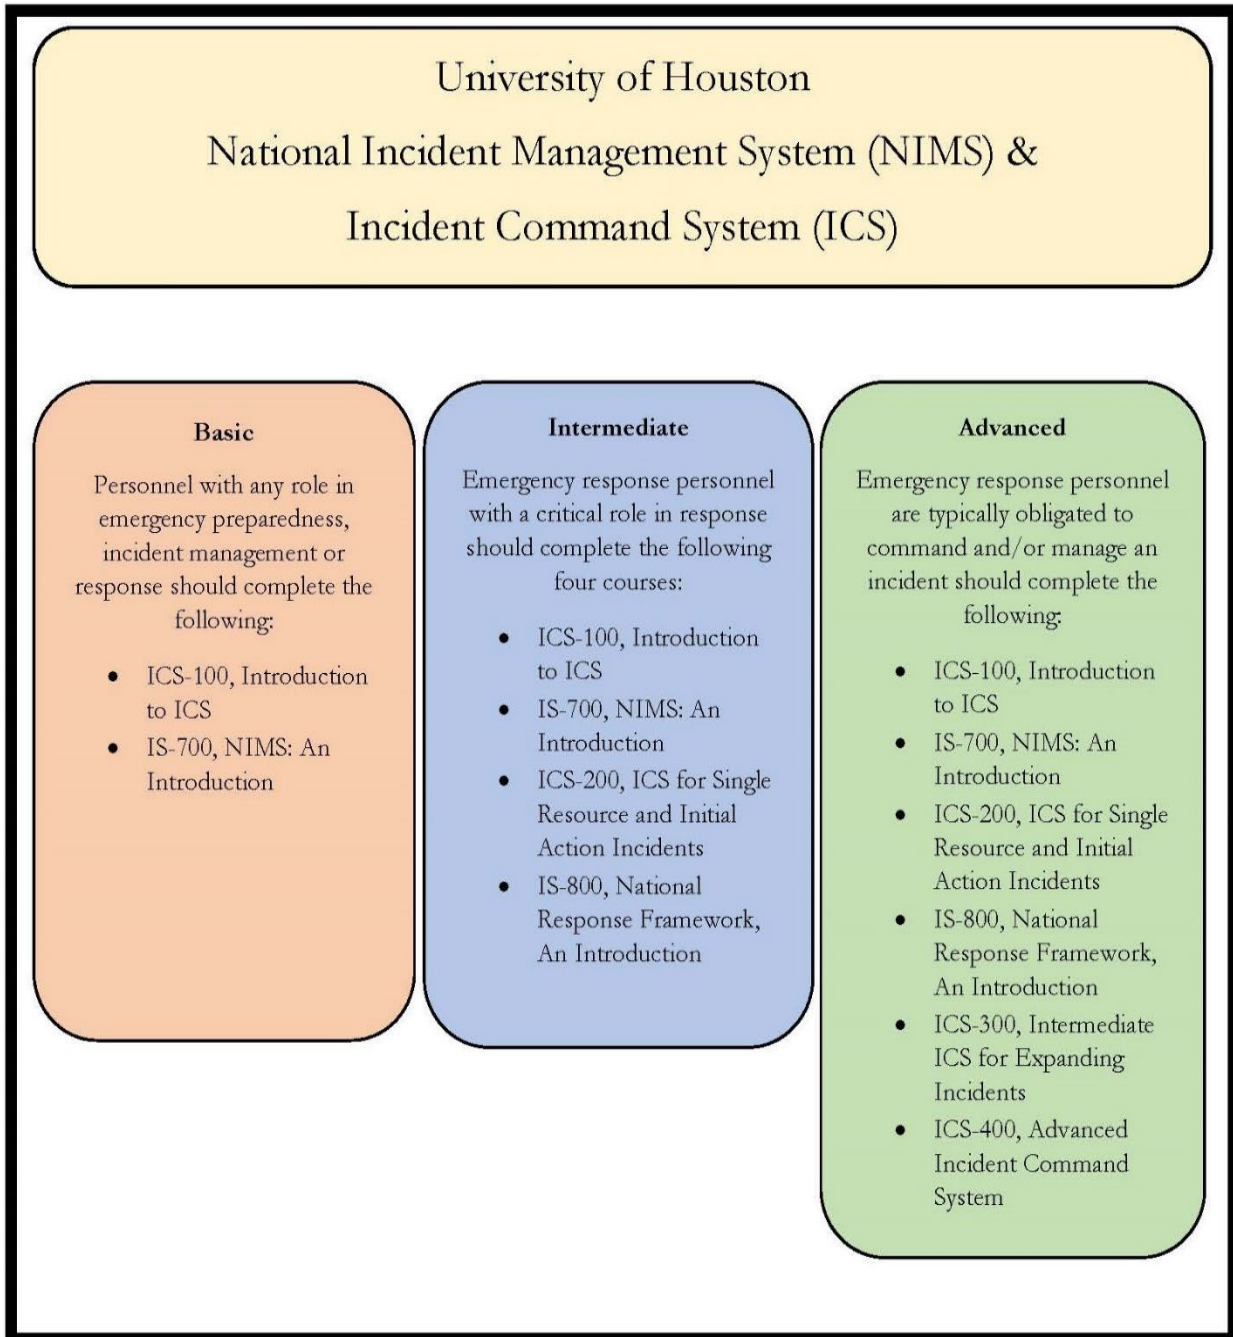 University of Houston
National Incident Management System (NIMS) &
Incident Command System (ICS)
Basic
Personnel with any role in
emergency preparedness,
incident management or
response should complete the
following:
• ICS-100, Introduction
to ICS
• IS-700, NIMS: An
Introduction
Intermediate
Emergency response personnel
with a critical role in response
should complete the following
four courses:
• ICS-100, Introduction
to ICS
• IS-700, NIMS: An
Introduction
• ICS-200, ICS for Single
Resource and Initial
Action Incidents
• IS-800, National
Response Framework,
An Introduction
Advanced
Emergency response personnel
are typically obligated to
command and/or manage an
incident should complete the
following:
• ICS-100, Introduction
to ICS
• IS-700, NIMS: An
Introduction
• ICS-200, ICS for Single
Resource and Initial
Action Incidents
• IS-800, National
Response Framework,
An Introduction
• ICS-300, Intermediate
ICS for Expanding
Incidents
• ICS-400, Advanced
Incident Command
System